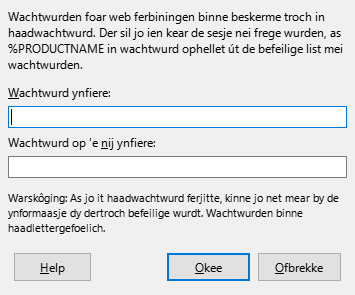 Wachtwurden foar web ferbiningen binne beskerme troch in
haadwachtwurd. Der sil jo ien kear de sesje nei frege wurden, as
%PRODUCTNAME in wachtwurd ophellet út de befeilige list mei
wachtwurden.
Wachtwurd ynfiere:
Wachtwurd op 'e nij ynfiere:
Warskôging: As jo it haadwachtwurd ferjitte, kinne jo net mear by de
ynformaasje dy dertroch befeilige wurdt. Wachtwurden binne
haadlettergefoelich.
Help
Okee
Ofbrekke